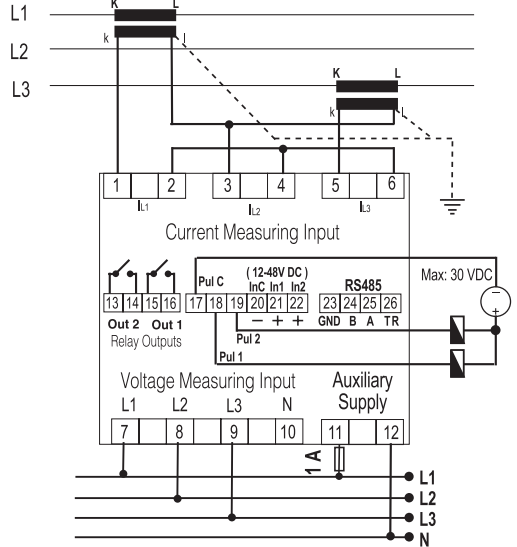 K L
L1
k l
L2
K L
L3
k l
1 2 3 4 5 6
IL1 IL2 IL3
Current Measuring Input
Pul C ( 12-48V DC )
InC In1 In2
RS485
Max: 30 VDC
13 14 15 16 17 18 19 20 21 22 23 24 25 26
− + + GND B A TR
− +
Out 2 Out 1
Relay Outputs
Pul 2
Pul 1
Voltage Measuring Input
Auxiliary
Supply
L1 L2 L3 N
7 8 9 10 11 12
1 A
L1
L2
L3
N